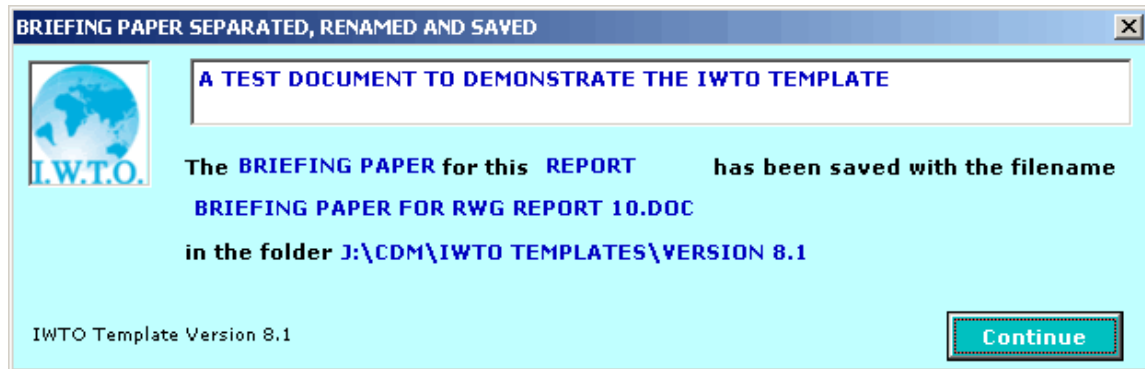 BRIEFING PAPER SEPARATED, RENAMED AND SAVED
A TEST DOCUMENT TO DEMONSTRATE THE IWTO TEMPLATE
I.W.T.O.
The BRIEFING PAPER for this REPORT has been saved with the filename
BRIEFING PAPER FOR RWG REPORT 10.DOC
in the folder J:\CDM\IWTO TEMPLATES\VERSION 8.1
IWTO Template Version 8.1
Continue